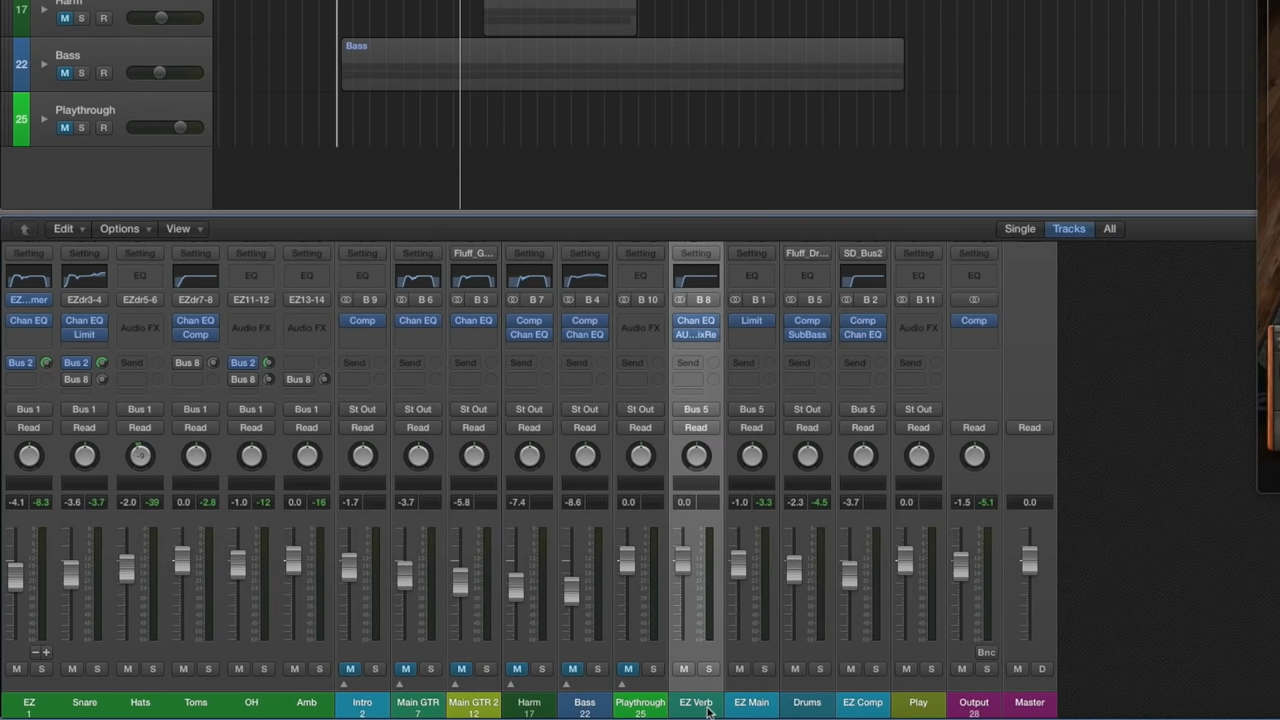 Harm
17 M S R
Bass
22 Bass
M S R
Playthrough
25
M S R
Edit Options View Single Tracks All
Setting Setting Setting Setting Setting Setting Setting Setting Fluff_G... Setting Setting Setting Setting Setting Fluff_Dr... SD_Bus2 Setting Setting
EQ EQ EQ EQ EQ EQ EQ
EZ...mer EZdr3-4 EZdr5-6 EZdr7-8 EZ11-12 EZ13-14 B 9 B 6 B 3 B 7 B 4 B 10 B 8 B 1 B 5 B 2 B 11
Chan EQ Chan EQ Chan EQ Comp Chan EQ Chan EQ Comp Comp Chan EQ Limit Comp Comp Comp
Limit Audio FX Comp Audio FX Audio FX Chan EQ Chan EQ Audio FX AU...ixRe SubBass Chan EQ Audio FX
Bus 2 Bus 2 Send Bus 8 Bus 2 Send Send Send Send Send Send Send Send Send Send Send
Bus 8 Bus 8 Bus 8
Bus 1 Bus 1 Bus 1 Bus 1 Bus 1 Bus 1 St Out St Out St Out St Out St Out St Out Bus 5 Bus 5 St Out Bus 5 St Out
Read Read Read Read Read Read Read Read Read Read Read Read Read Read Read Read Read Read Read
-9
-4.1 -6.3 -3.6 -3.7 -2.0 -39 0.0 -2.8 -1.0 -12 0.0 -16 -1.7 -3.7 -5.8 -7.4 -8.6 0.0 0.0 -1.0 -3.3 -2.3 -4.5 -3.7 0.0 -1.5 -5.1 0.0
Bnc
M S M S M S M S M S M S M S M S M S M S M S M S M S M S M S M S M S M S M D
EZ Snare Hats Toms OH Amb Intro Main GTR Main GTR 2 Harm Bass Playthrough EZ Verb EZ Main Drums EZ Comp Play Output Master
1 2 7 12 17 22 25 28